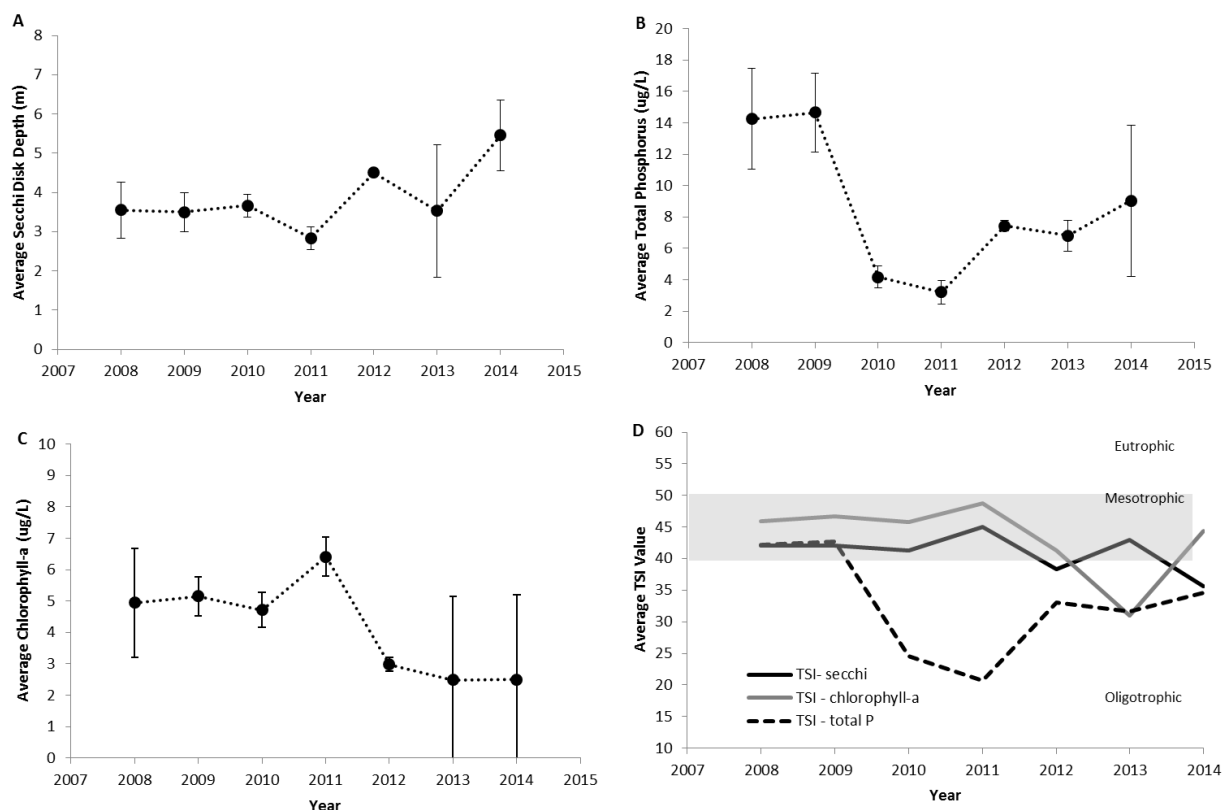 A
Average Secchi Disk Depth (m)
8
7
6
5
4
3
2
1
0
2007 2008 2009 2010 2011 2012 2013 2014 2015
Year
B
Average Total Phosphorus (ug/L)
20
18
16
14
12
10
8
6
4
2
0
2007 2008 2009 2010 2011 2012 2013 2014 2015
Year
C
Average Chlorophyll-a (ug/L)
10
9
8
7
6
5
4
3
2
1
0
2007 2008 2009 2010 2011 2012 2013 2014 2015
Year
D
Average TSI Value
60
55
50
45
40
35
30
25
20
15
10
Eutrophic
Mesotrophic
Oligotrophic
TSI- secchi
TSI - chlorophyll-a
TSI - total P
2007 2008 2009 2010 2011 2012 2013 2014
Year